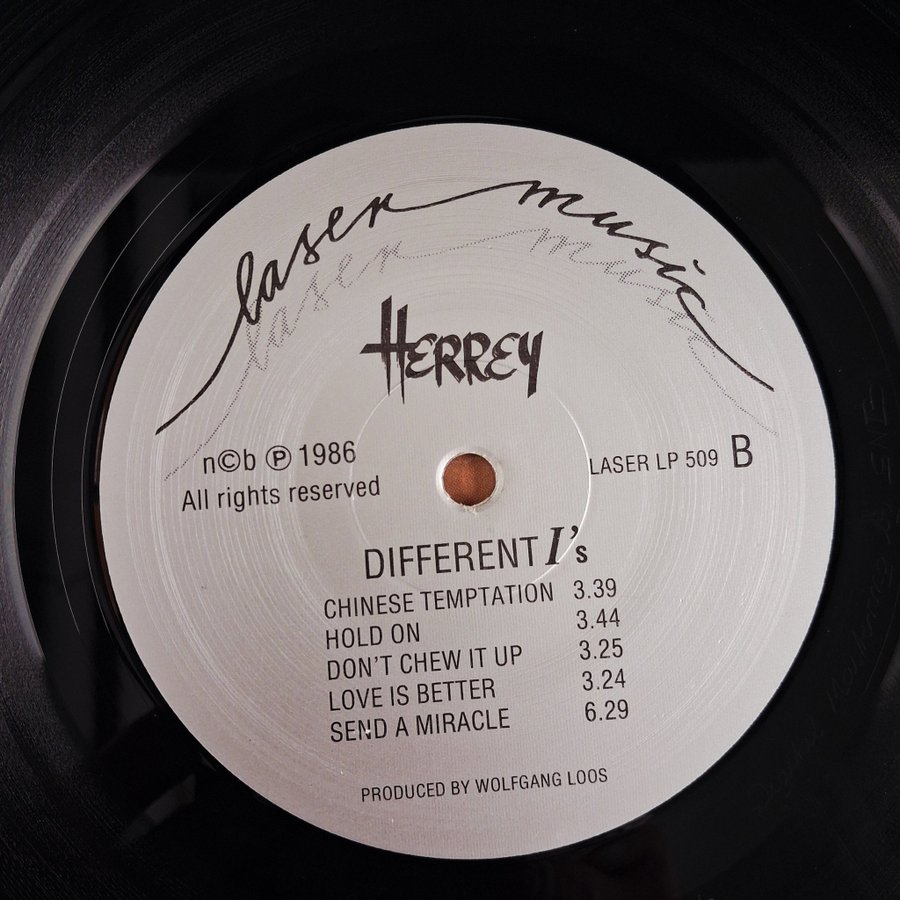 laser music
laser music
HERREY
n©b ℗ 1986
All rights reserved
LASER LP 509 B
DIFFERENT I's
CHINESE TEMPTATION 3.39
HOLD ON 3.44
DON'T CHEW IT UP 3.25
LOVE IS BETTER 3.24
SEND A MIRACLE 6.29
PRODUCED BY WOLFGANG LOOS